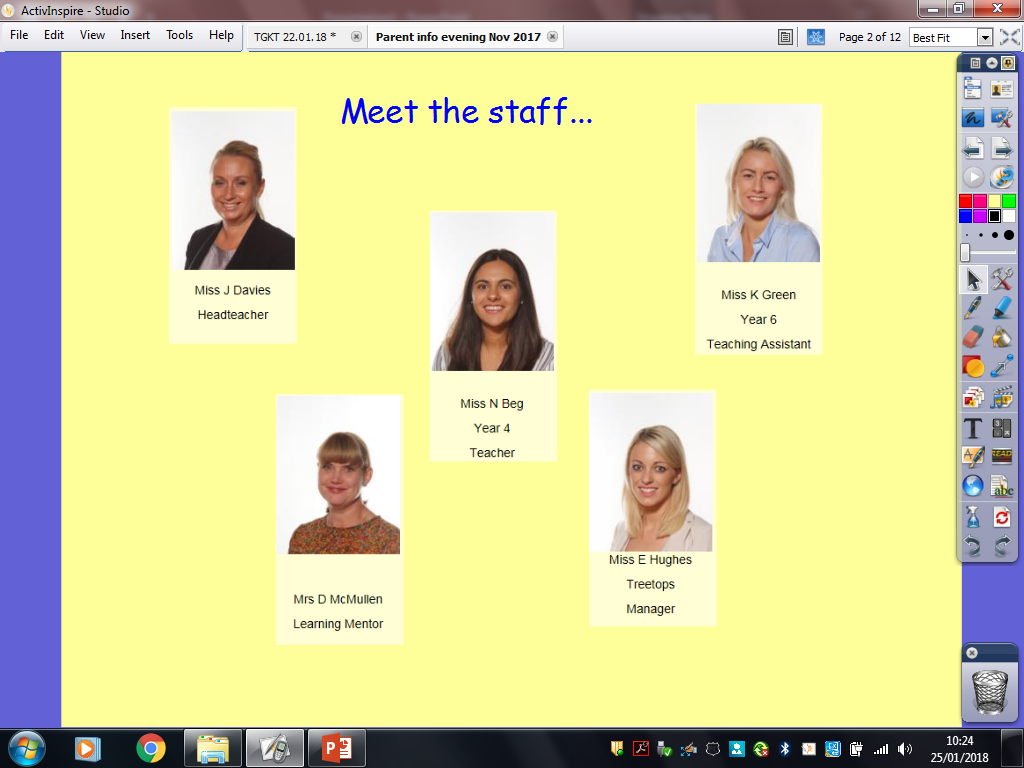 ActivInspire - Studio
File Edit View Insert Tools Help
TGKT 22.01.18 *
Parent info evening Nov 2017
Page 2 of 12
Best Fit
Meet the staff...
Miss J Davies
Headteacher
Miss K Green
Year 6
Teaching Assistant
Miss N Beg
Year 4
Teacher
Mrs D McMullen
Learning Mentor
Miss E Hughes
Treetops
Manager
10:24
25/01/2018